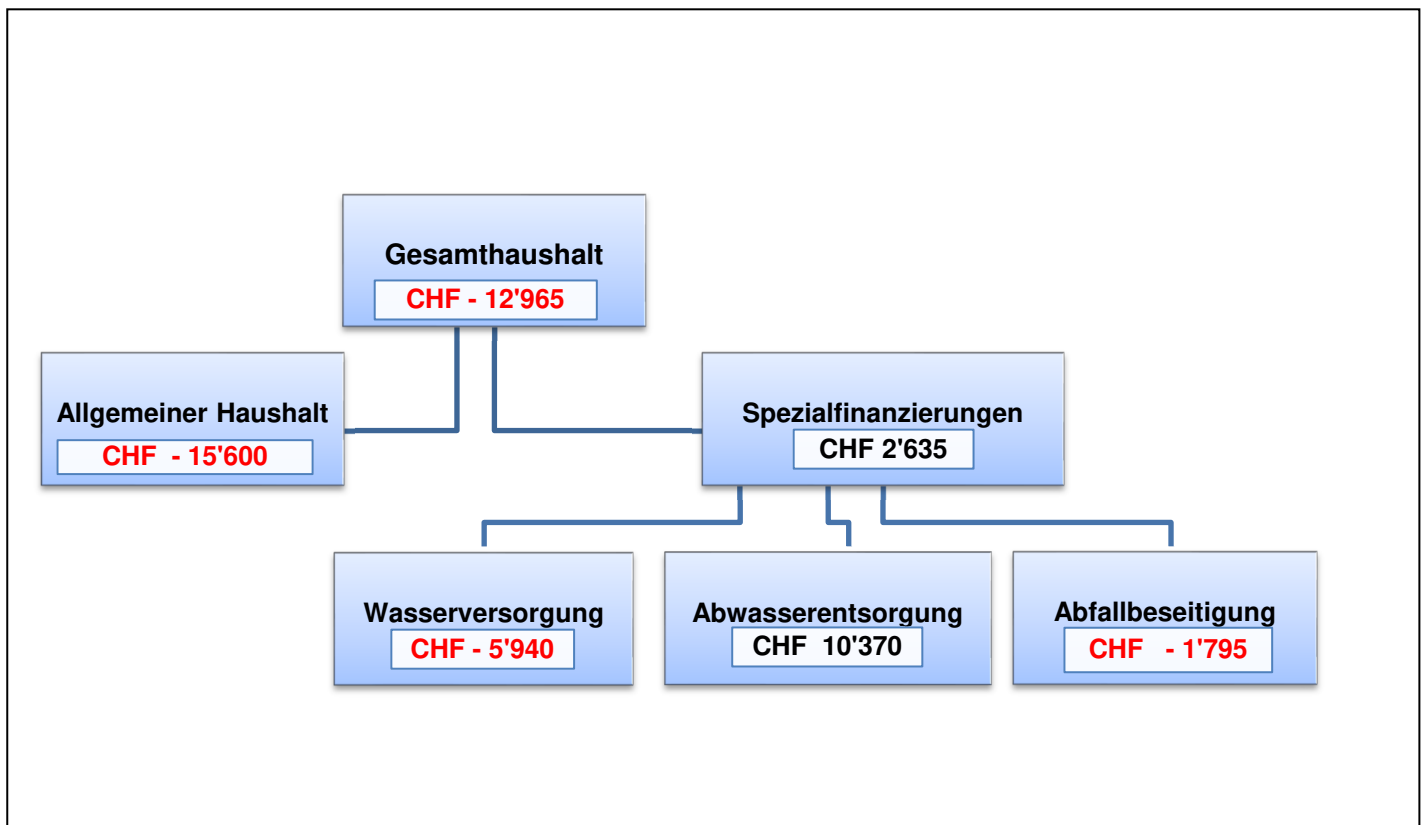 Gesamthaushalt
CHF - 12'965
Allgemeiner Haushalt
CHF - 15'600
Spezialfinanzierungen
CHF 2'635
Wasserversorgung
CHF - 5'940
Abwasserentsorgung
CHF 10'370
Abfallbeseitigung
CHF - 1'795